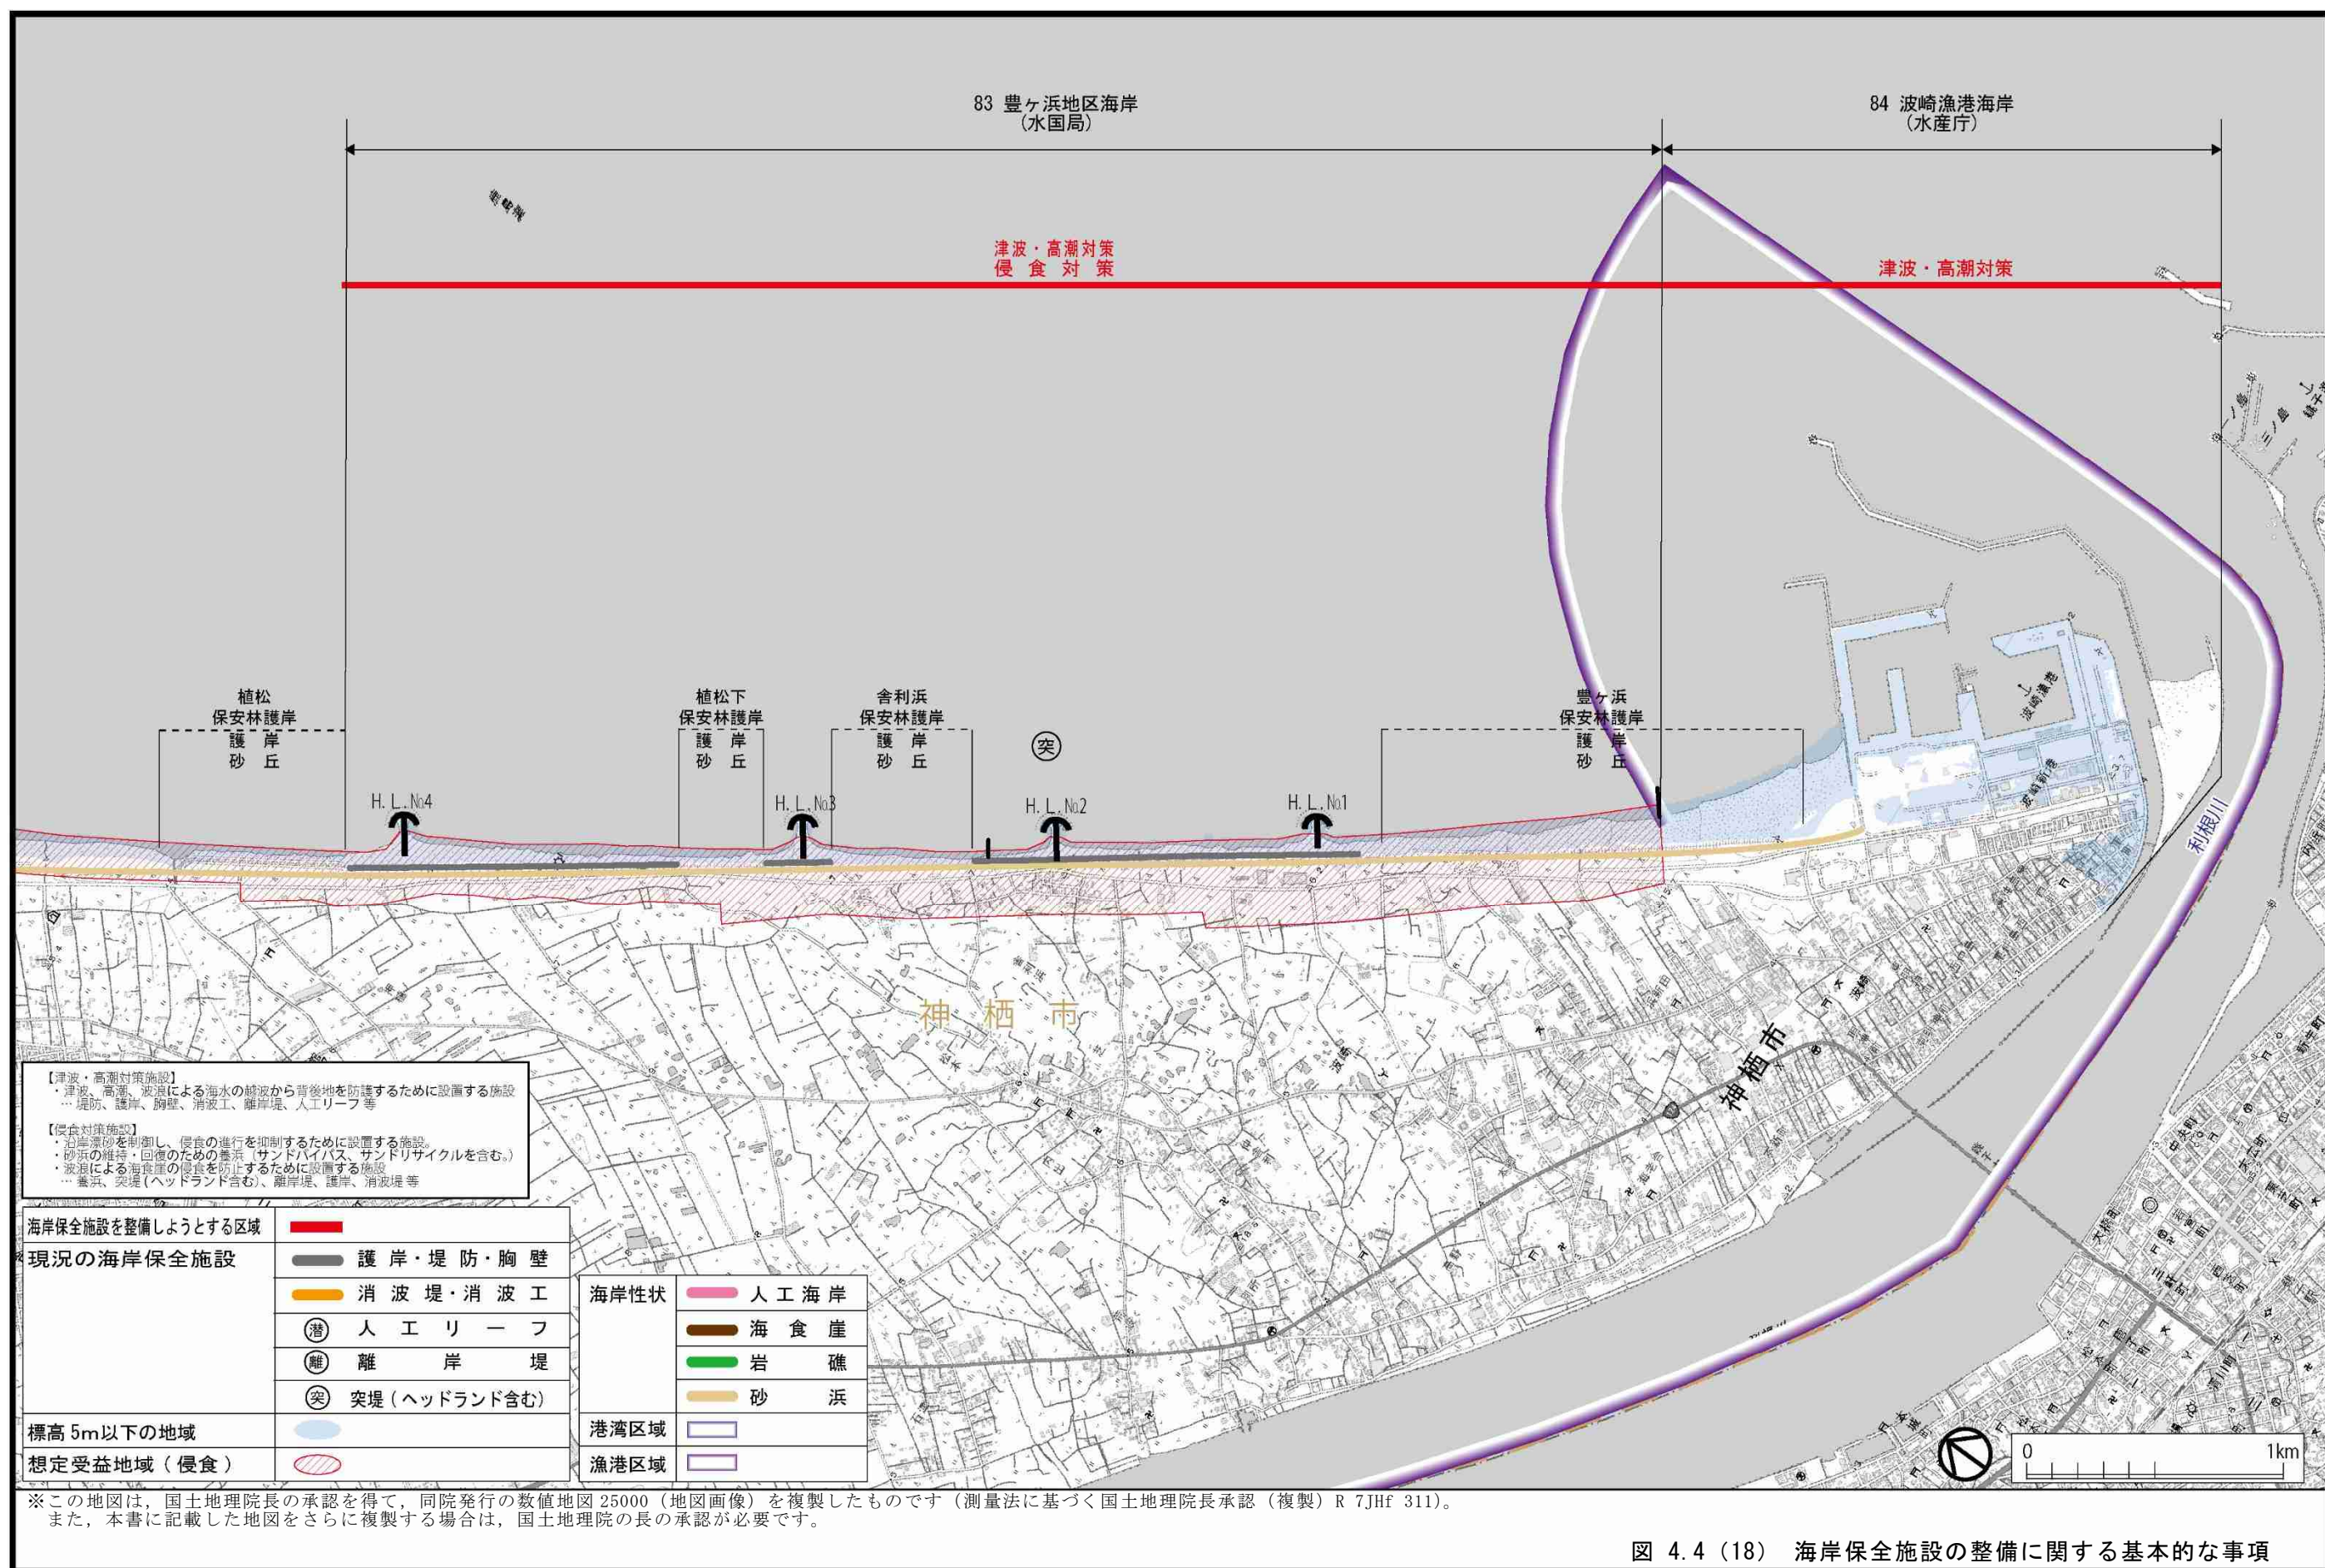 83 豊ヶ浜地区海岸
(水国局)
84 波崎漁港海岸
(水産庁)
鹿島灘
津波・高潮対策
侵食対策
津波・高潮対策
植松
保安林護岸
護岸
砂丘
植松下
保安林護岸
護岸
砂丘
舎利浜
保安林護岸
護岸
砂丘
突
豊ヶ浜
保安林護岸
護岸
砂丘
H.L.№4
H.L.№3
H.L.№2
H.L.№1
一ノ島
三ノ島
波崎漁港
波崎新港
利根川
神栖市
神栖市
波崎
【津波・高潮対策施設】
・津波、高潮、波浪による海水の越波から背後地を防護するために設置する施設
… 堤防、護岸、胸壁、消波工、離岸堤、人工リーフ 等
【侵食対策施設】
・沿岸漂砂を制御し、侵食の進行を抑制するために設置する施設。
・砂浜の維持・回復のための養浜（サンドバイパス、サンドリサイクルを含む。）
・波浪による海食崖の侵食を防止するために設置する施設
… 養浜、突堤(ヘッドランド含む)、離岸堤、護岸、消波堤 等
海岸保全施設を整備しようとする区域
現況の海岸保全施設
護岸・堤防・胸壁
消波堤・消波工
潜 人工リーフ
離 離岸堤
突 突堤(ヘッドランド含む)
標高5m以下の地域
想定受益地域(侵食)
海岸性状
人工海岸
海食崖
岩礁
砂浜
港湾区域
漁港区域
0 1km
※この地図は，国土地理院長の承認を得て，同院発行の数値地図25000（地図画像）を複製したものです（測量法に基づく国土地理院長承認（複製）R 7JHf 311）。
また，本書に記載した地図をさらに複製する場合は，国土地理院の長の承認が必要です。
図 4.4 (18) 海岸保全施設の整備に関する基本的な事項